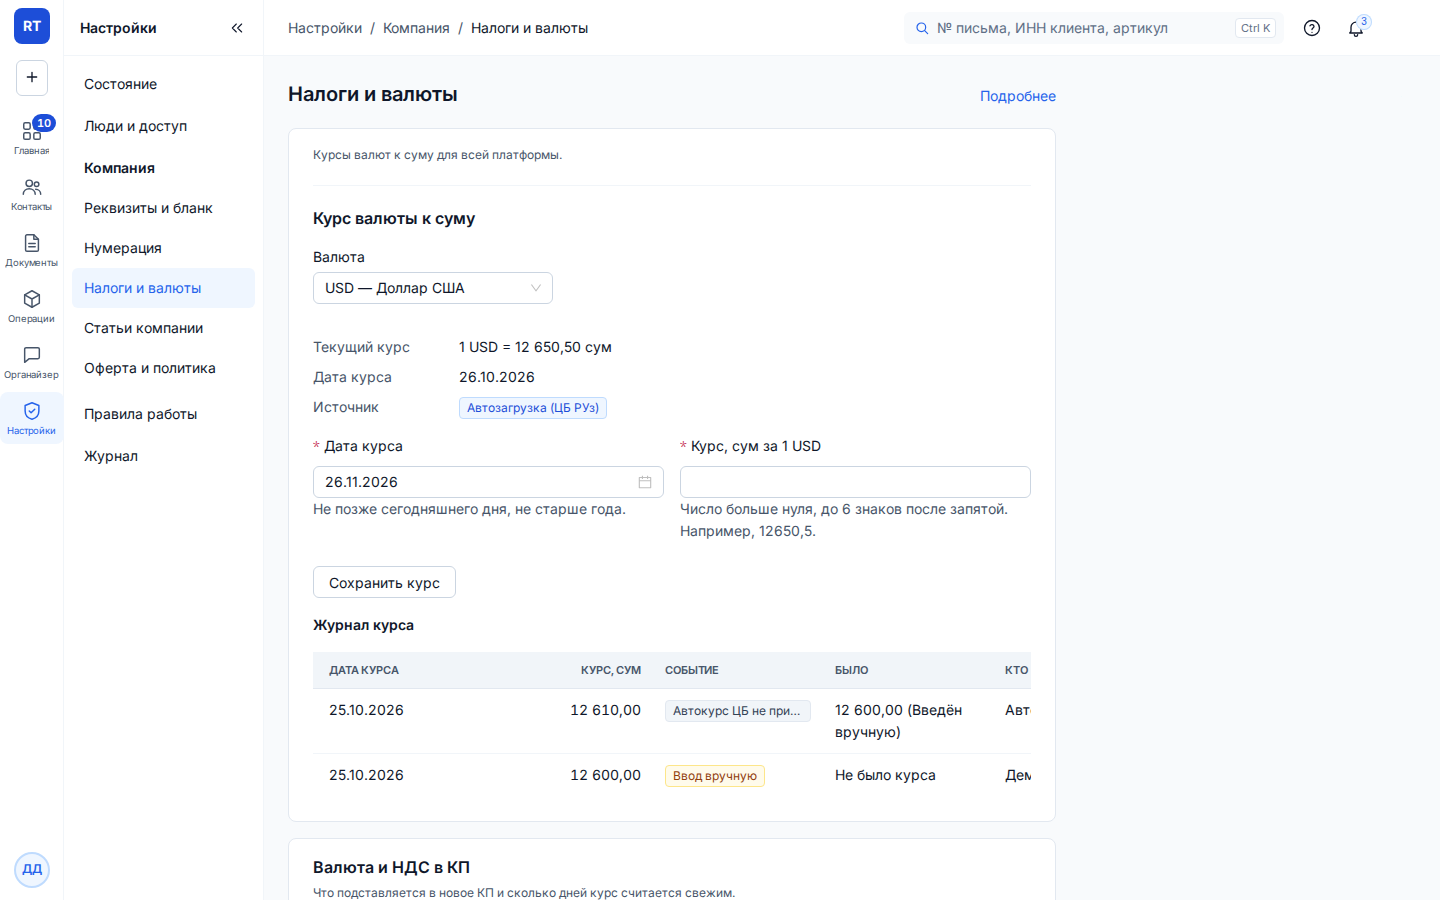 RT
Настройки
Настройки / Компания / Налоги и валюты
№ письма, ИНН клиента, артикул
Ctrl K
3
10
Главная
Контакты
Документы
Операции
Органайзер
Настройки
ДД
Состояние
Люди и доступ
Компания
Реквизиты и бланк
Нумерация
Налоги и валюты
Статьи компании
Оферта и политика
Правила работы
Журнал
Налоги и валюты
Подробнее
Курсы валют к суму для всей платформы.
Курс валюты к суму
Валюта
USD — Доллар США
Текущий курс 1 USD = 12 650,50 сум
Дата курса 26.10.2026
Источник Автозагрузка (ЦБ РУз)
* Дата курса * Курс, сум за 1 USD
26.11.2026
Не позже сегодняшнего дня, не старше года.
Число больше нуля, до 6 знаков после запятой.
Например, 12650,5.
Сохранить курс
Журнал курса
ДАТА КУРСА КУРС, СУМ СОБЫТИЕ БЫЛО КТО
25.10.2026 12 610,00 Автокурс ЦБ не при... 12 600,00 (Введён
вручную)
25.10.2026 12 600,00 Ввод вручную Не было курса
Валюта и НДС в КП
Что подставляется в новое КП и сколько дней курс считается свежим.